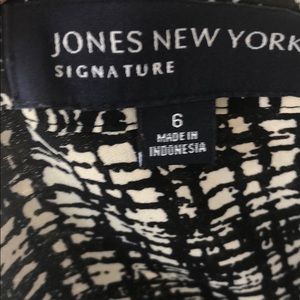 JONES NEW YORK
SIGNATURE
6
MADE IN
INDONESIA